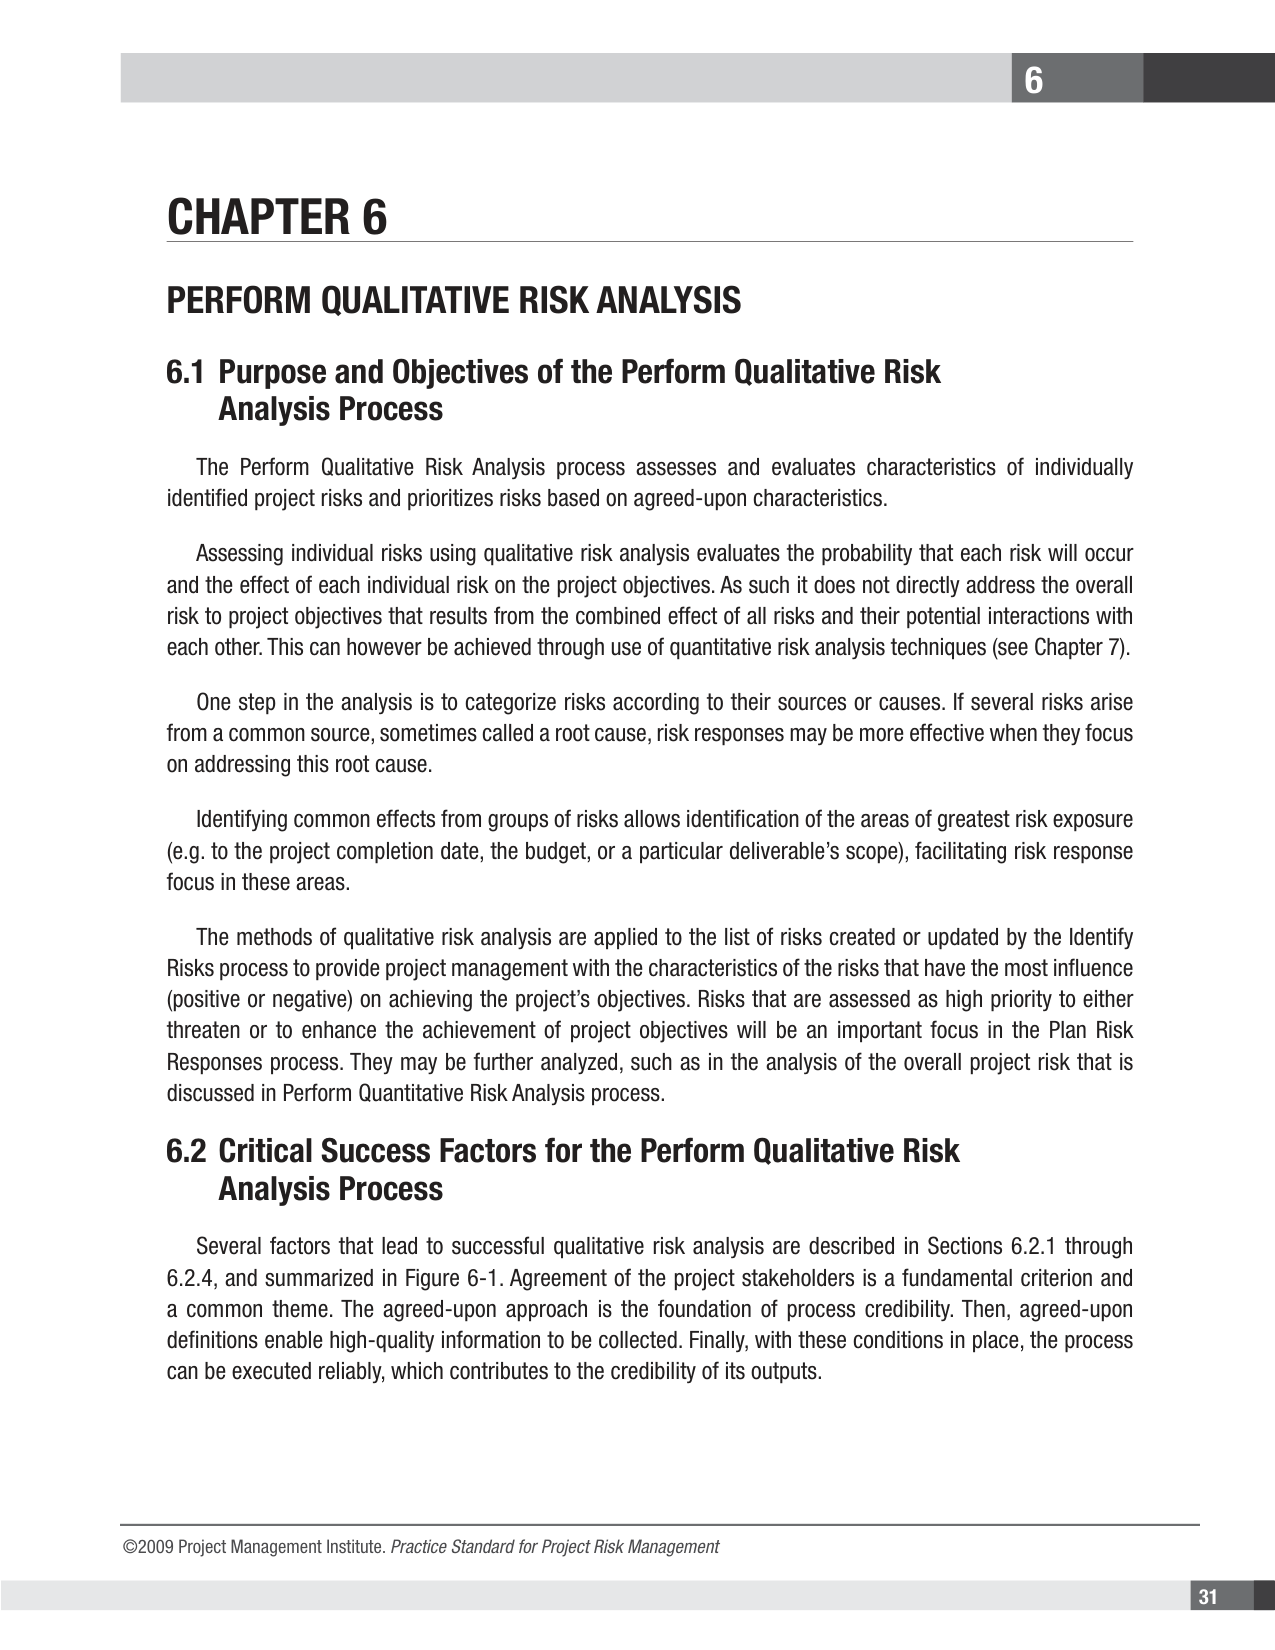 6
CHAPTER 6
PERFORM QUALITATIVE RISK ANALYSIS
6.1 Purpose and Objectives of the Perform Qualitative Risk
Analysis Process
The Perform Qualitative Risk Analysis process assesses and evaluates characteristics of individually
identified project risks and prioritizes risks based on agreed-upon characteristics.
Assessing individual risks using qualitative risk analysis evaluates the probability that each risk will occur
and the effect of each individual risk on the project objectives. As such it does not directly address the overall
risk to project objectives that results from the combined effect of all risks and their potential interactions with
each other. This can however be achieved through use of quantitative risk analysis techniques (see Chapter 7).
One step in the analysis is to categorize risks according to their sources or causes. If several risks arise
from a common source, sometimes called a root cause, risk responses may be more effective when they focus
on addressing this root cause.
Identifying common effects from groups of risks allows identification of the areas of greatest risk exposure
(e.g. to the project completion date, the budget, or a particular deliverable’s scope), facilitating risk response
focus in these areas.
The methods of qualitative risk analysis are applied to the list of risks created or updated by the Identify
Risks process to provide project management with the characteristics of the risks that have the most influence
(positive or negative) on achieving the project’s objectives. Risks that are assessed as high priority to either
threaten or to enhance the achievement of project objectives will be an important focus in the Plan Risk
Responses process. They may be further analyzed, such as in the analysis of the overall project risk that is
discussed in Perform Quantitative Risk Analysis process.
6.2 Critical Success Factors for the Perform Qualitative Risk
Analysis Process
Several factors that lead to successful qualitative risk analysis are described in Sections 6.2.1 through
6.2.4, and summarized in Figure 6-1. Agreement of the project stakeholders is a fundamental criterion and
a common theme. The agreed-upon approach is the foundation of process credibility. Then, agreed-upon
definitions enable high-quality information to be collected. Finally, with these conditions in place, the process
can be executed reliably, which contributes to the credibility of its outputs.
©2009 Project Management Institute. Practice Standard for Project Risk Management
31